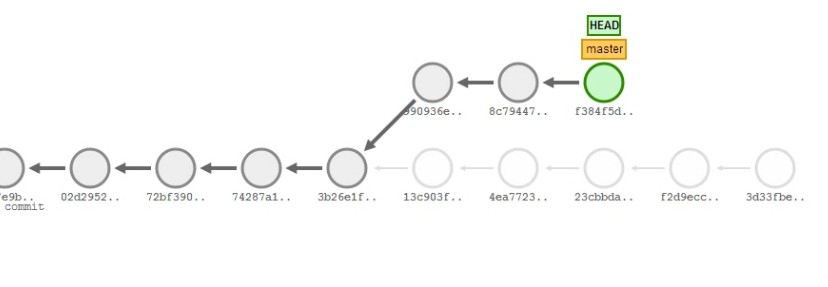 HEAD
master
990936e..
8c79447..
f384f5d..
e9b.. 02d2952.. 72bf390.. 74287a1.. 3b26e1f.. 13c903f.. 4ea7723.. 23cbbda.. f2d9ecc.. 3d33fbe..
commit